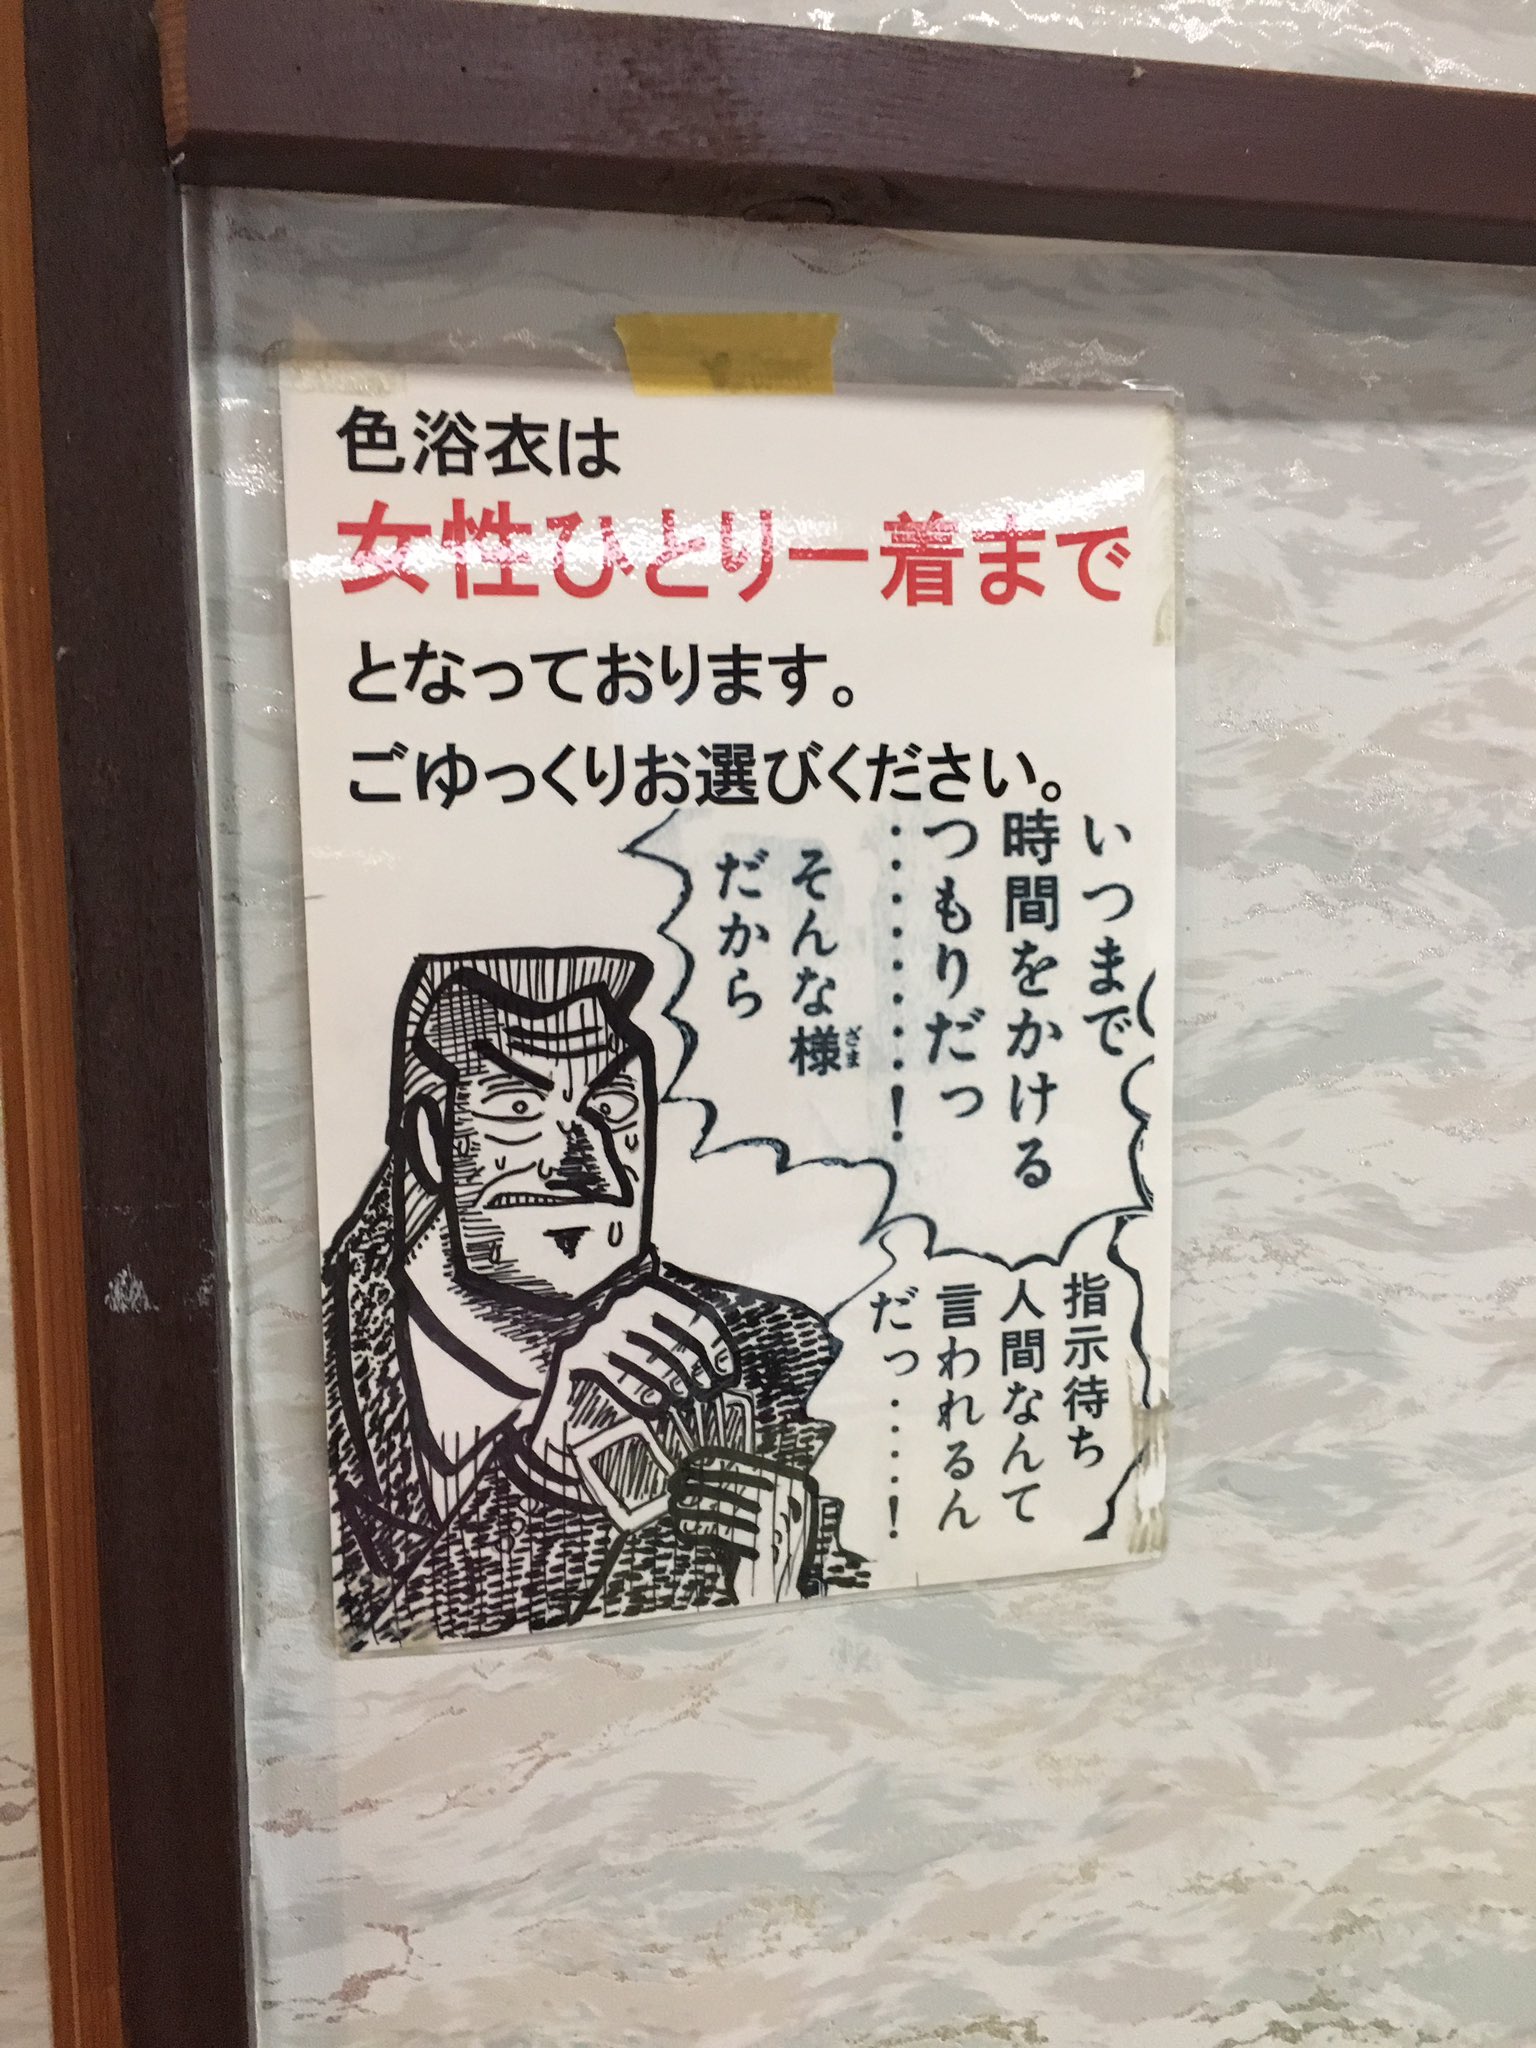 色浴衣は
女性ひとり一着まで
となっております。
ごゆっくりお選びください。
いつまで
時間をかける
つもりだっ
………!
そんな様
ざま
だから
指示待ち
人間なんて
言われるん
だっ……!